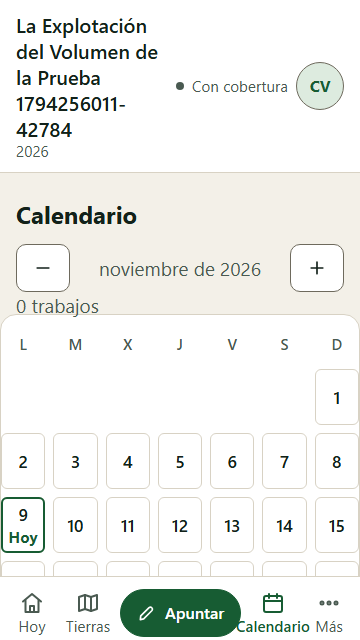 La Explotación
del Volumen de
la Prueba
1794256011-
42784
2026
Con cobertura
CV
Calendario
− noviembre de 2026 +
0 trabajos
L M X J V S D
1
2 3 4 5 6 7 8
9 10 11 12 13 14 15
Hoy
Hoy Tierras Apuntar Calendario Más